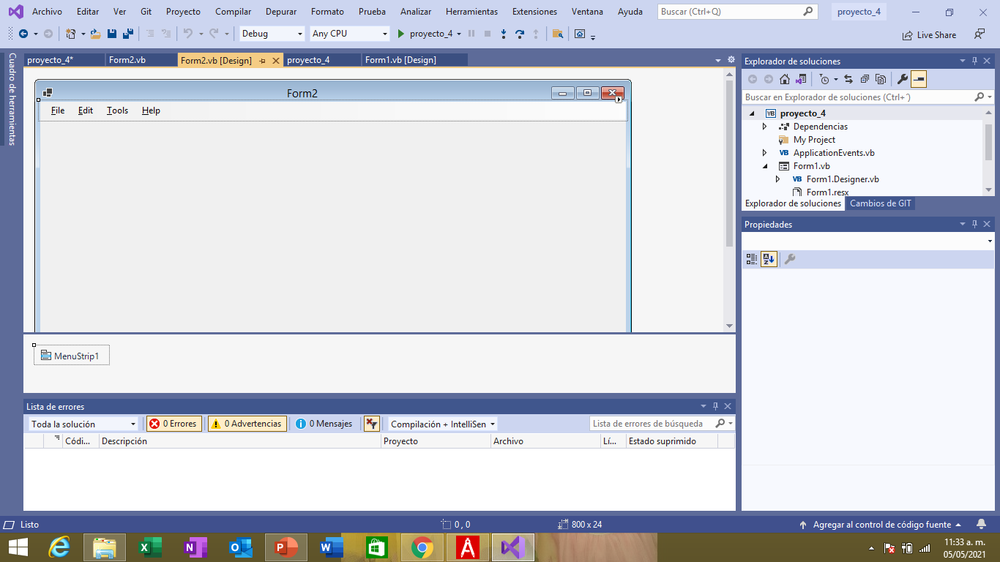 Archivo Editar Ver Git Proyecto Compilar Depurar Formato Prueba Analizar Herramientas Extensiones Ventana Ayuda Buscar (Ctrl+Q) proyecto_4
Debug Any CPU proyecto_4 Live Share
Cuadro de herramientas
proyecto_4* Form2.vb Form2.vb [Design] proyecto_4 Form1.vb [Design]
Form2
File Edit Tools Help
MenuStrip1
Explorador de soluciones
Buscar en Explorador de soluciones (Ctrl+´)
VB proyecto_4
Dependencias
My Project
VB ApplicationEvents.vb
Form1.vb
VB Form1.Designer.vb
Form1.resx
Explorador de soluciones Cambios de GIT
Propiedades
Lista de errores
Toda la solución 0 Errores 0 Advertencias 0 Mensajes Compilación + IntelliSen Lista de errores de búsqueda
Códi... Descripción Proyecto Archivo Lí... Estado suprimido
Listo 0 , 0 800 x 24 Agregar al control de código fuente
11:33 a. m.
05/05/2021